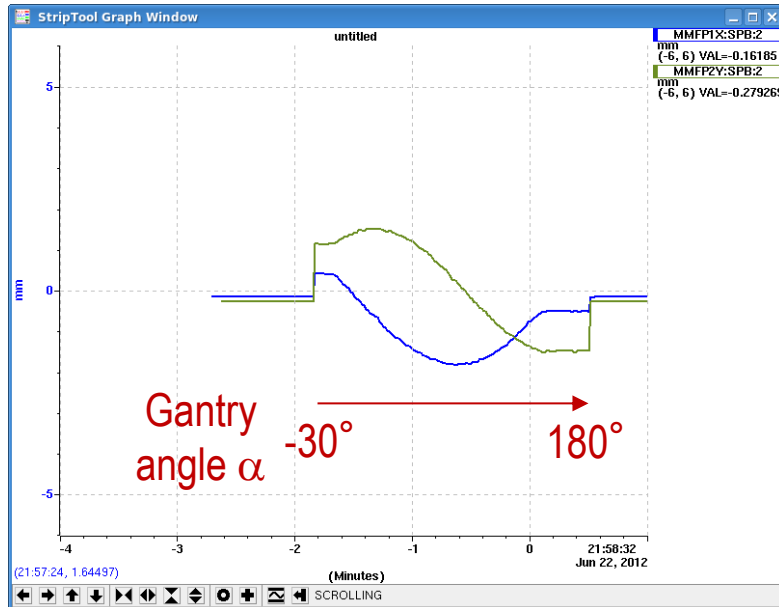 StripTool Graph Window
untitled
MMFP1X:SPB:2
mm
(-6, 6) VAL=-0.16185
MMFP2Y:SPB:2
mm
(-6, 6) VAL=-0.279269
5
0
-5
mm
Gantry
angle α
-30°
180°
-4
-3
-2
-1
0
21:58:32
Jun 22, 2012
(21:57:24, 1.64497)
(Minutes)
SCROLLING